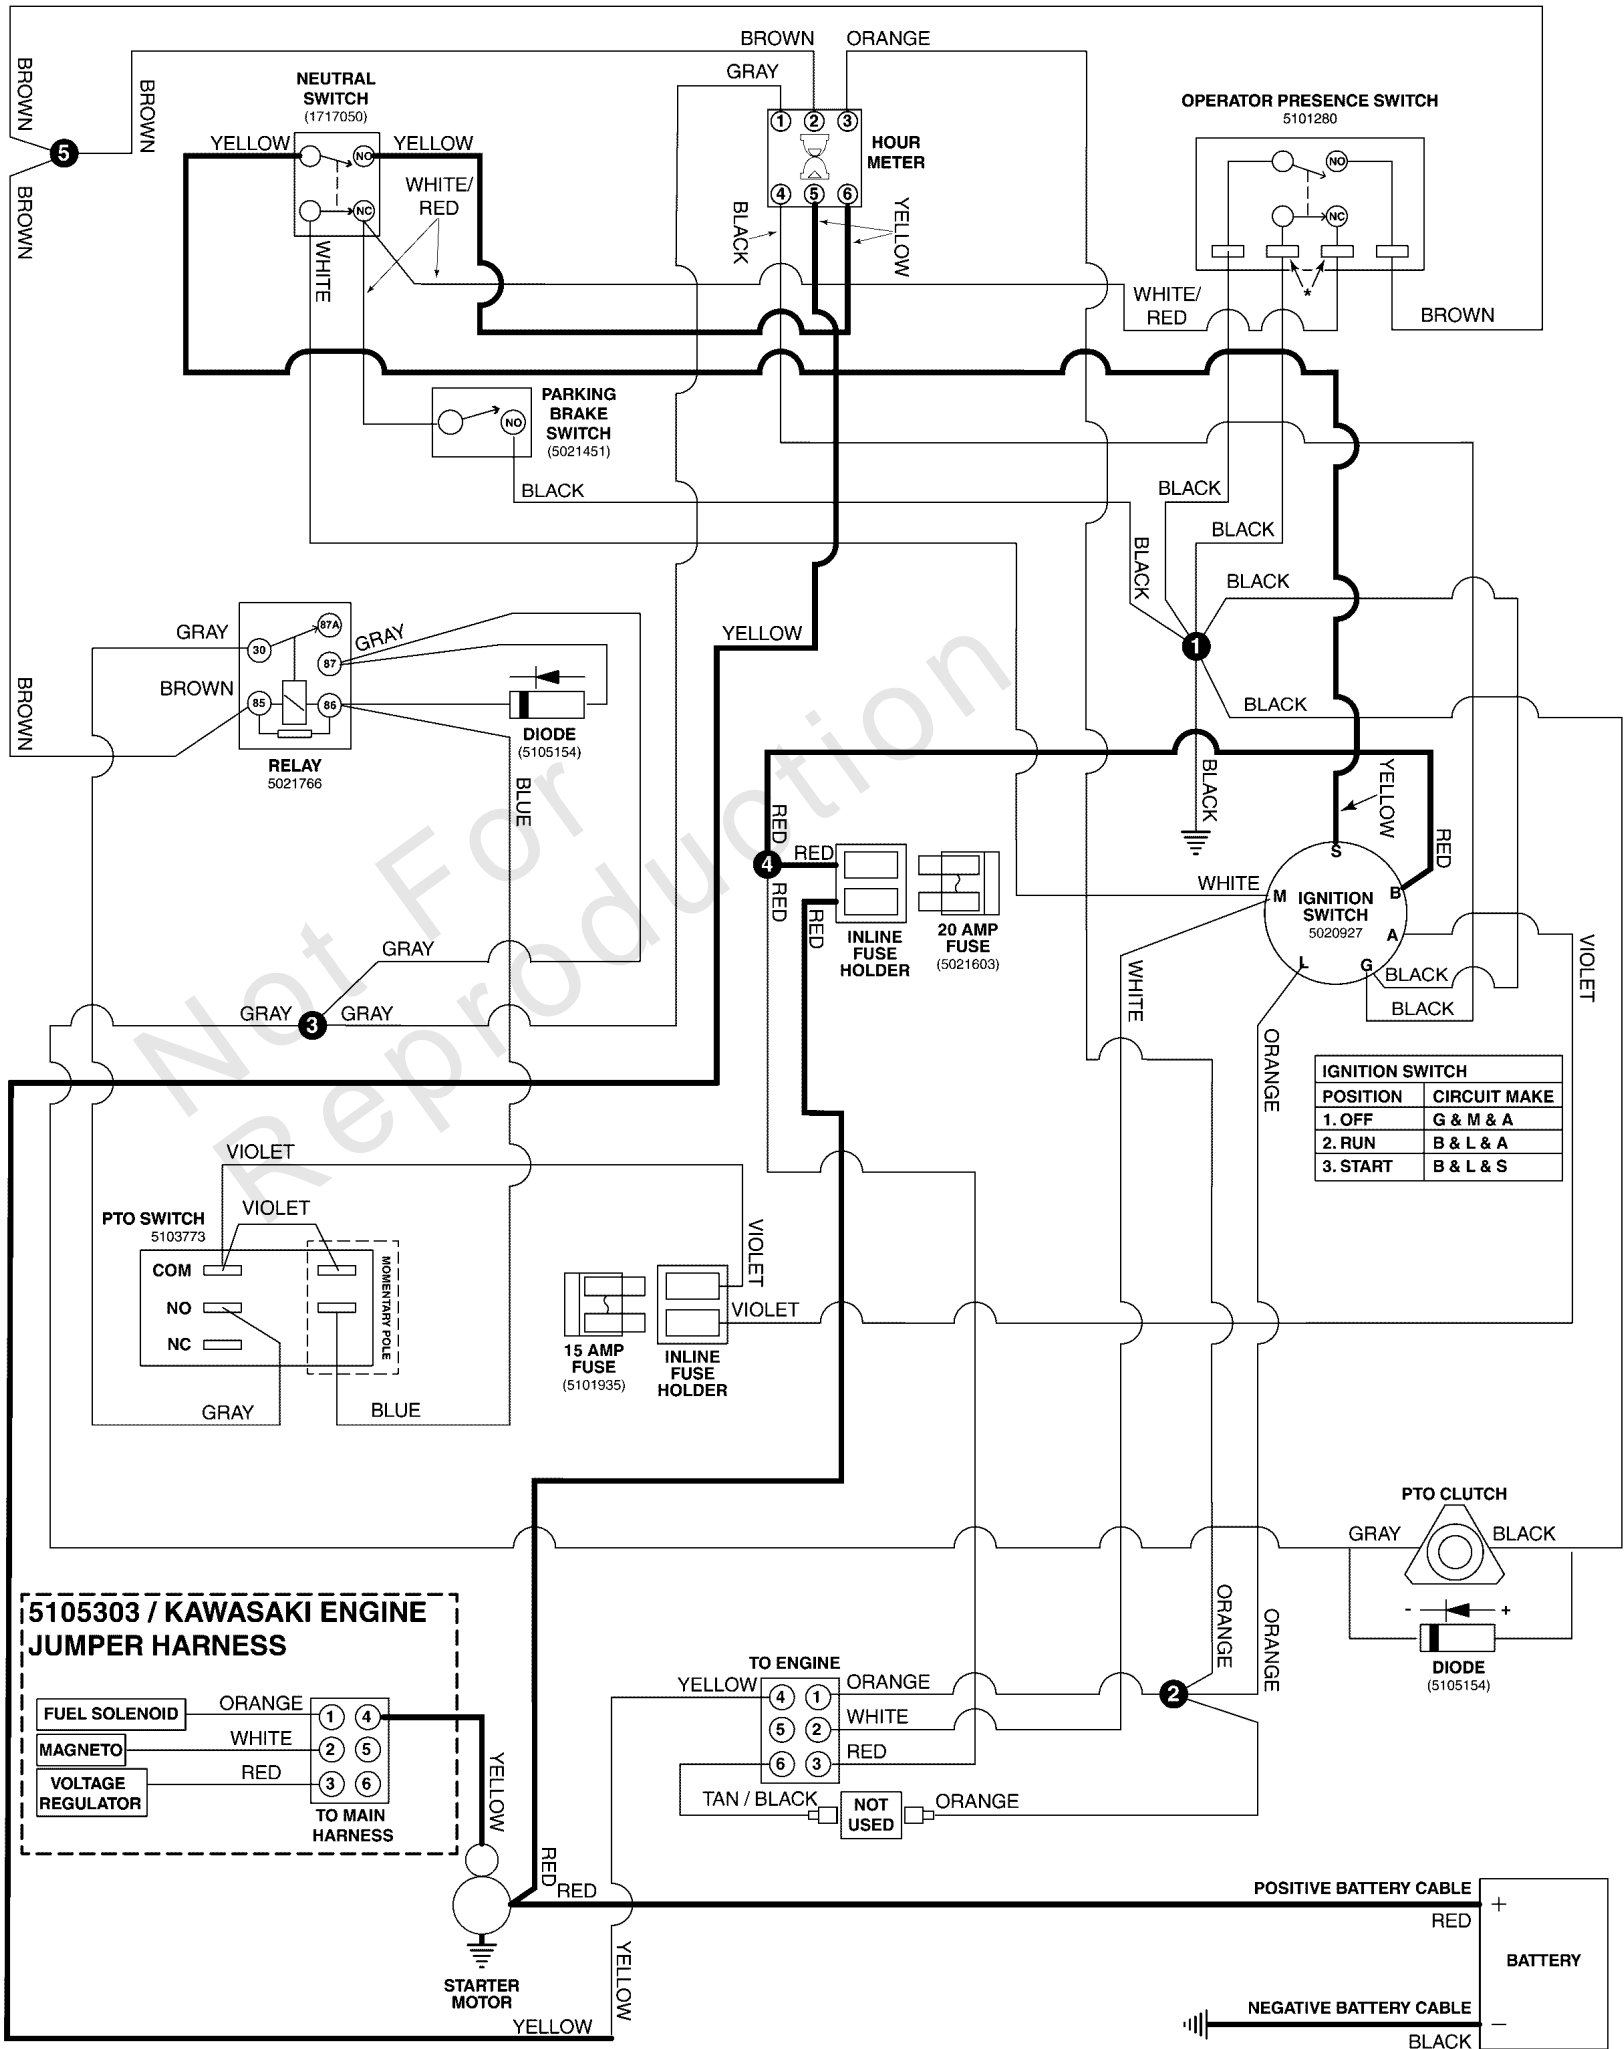 BROWN
ORANGE
GRAY
BROWN
BROWN
BROWN
5
NEUTRAL
SWITCH
(1717050)
YELLOW
NO
YELLOW
NC
WHITE/
RED
WHITE
1 2 3
4 5 6
HOUR
METER
BLACK
YELLOW
OPERATOR PRESENCE SWITCH
5101280
NO
NC
*
WHITE/
RED
BROWN
PARKING
BRAKE
SWITCH
(5021451)
NO
BLACK
BLACK
BLACK
BLACK
BLACK
1
BLACK
BLACK
GRAY
87A
30
GRAY
87
BROWN
85
86
BROWN
RELAY
5021766
DIODE
(5105154)
BLUE
YELLOW
Not For
Reproduction
RED
4
RED
RED
RED
INLINE
FUSE
HOLDER
20 AMP
FUSE
(5021603)
YELLOW
RED
WHITE
S
M
B
IGNITION
SWITCH
5020927
A
L
G
BLACK
BLACK
VIOLET
WHITE
ORANGE
GRAY
GRAY
3
GRAY
IGNITION SWITCH
POSITION CIRCUIT MAKE
1. OFF G & M & A
2. RUN B & L & A
3. START B & L & S
VIOLET
VIOLET
PTO SWITCH
5103773
COM
NO
NC
MOMENTARY POLE
GRAY
BLUE
VIOLET
VIOLET
15 AMP
FUSE
(5101935)
INLINE
FUSE
HOLDER
PTO CLUTCH
GRAY
BLACK
- +
DIODE
(5105154)
ORANGE
ORANGE
5105303 / KAWASAKI ENGINE
JUMPER HARNESS
FUEL SOLENOID
ORANGE
1 4
MAGNETO
WHITE
2 5
VOLTAGE
REGULATOR
RED
3 6
TO MAIN
HARNESS
YELLOW
TO ENGINE
YELLOW
4 1
ORANGE
2
5 2
WHITE
6 3
RED
TAN / BLACK
NOT
USED
ORANGE
RED
RED
STARTER
MOTOR
YELLOW
YELLOW
POSITIVE BATTERY CABLE
+
RED
BATTERY
NEGATIVE BATTERY CABLE
−
BLACK